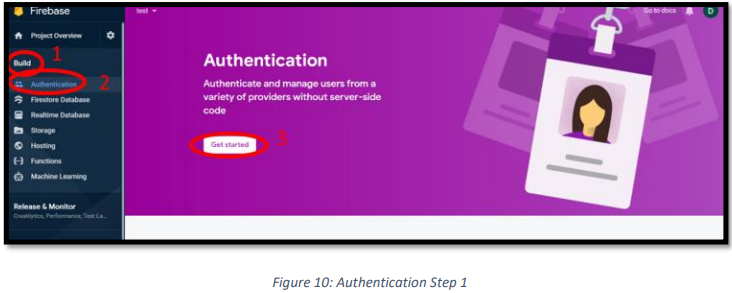 Firebase
test
Go to docs
D
Project Overview
Build
1
Authentication
2
Firestore Database
Realtime Database
Storage
Hosting
Functions
Machine Learning
Release & Monitor
Crashlytics, Performance, Test La...
Authentication
Authenticate and manage users from a
variety of providers without server-side
code
Get started
3
Figure 10: Authentication Step 1